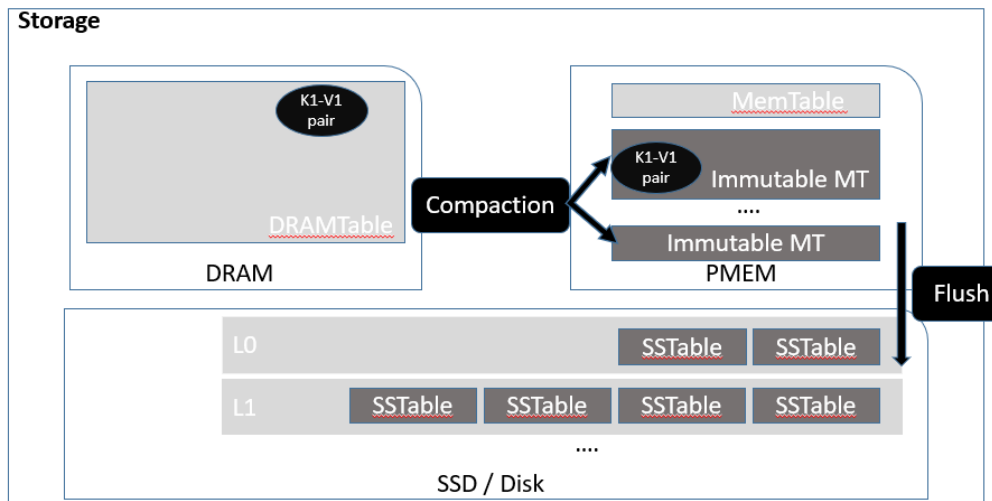 Storage
K1-V1
pair
DRAMTable
DRAM
Compaction
MemTable
K1-V1
pair
Immutable MT
....
Immutable MT
PMEM
Flush
L0
SSTable
SSTable
L1
SSTable
SSTable
SSTable
SSTable
....
SSD / Disk